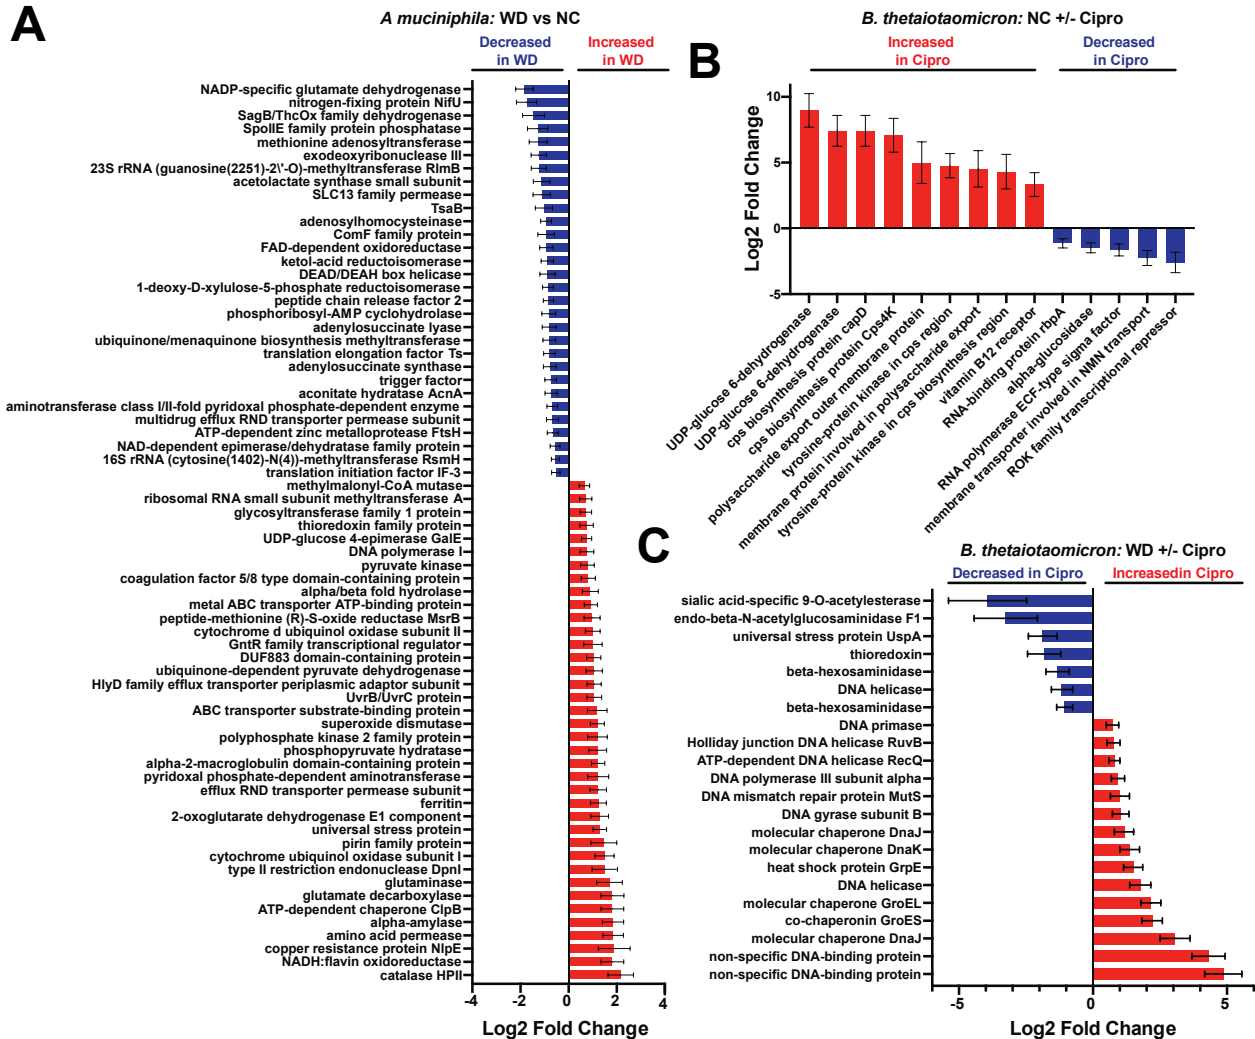 A
A muciniphila: WD vs NC
Decreased
in WD
Increased
in WD
NADP-specific glutamate dehydrogenase
nitrogen-fixing protein NifU
SagB/ThcOx family dehydrogenase
SpoIIE family protein phosphatase
methionine adenosyltransferase
exodeoxyribonuclease III
23S rRNA (guanosine(2251)-2\'-O)-methyltransferase RlmB
acetolactate synthase small subunit
SLC13 family permease
TsaB
adenosylhomocysteinase
ComF family protein
FAD-dependent oxidoreductase
ketol-acid reductoisomerase
DEAD/DEAH box helicase
1-deoxy-D-xylulose-5-phosphate reductoisomerase
peptide chain release factor 2
phosphoribosyl-AMP cyclohydrolase
adenylosuccinate lyase
ubiquinone/menaquinone biosynthesis methyltransferase
translation elongation factor Ts
adenylosuccinate synthase
trigger factor
aconitate hydratase AcnA
aminotransferase class I/II-fold pyridoxal phosphate-dependent enzyme
multidrug efflux RND transporter permease subunit
ATP-dependent zinc metalloprotease FtsH
NAD-dependent epimerase/dehydratase family protein
16S rRNA (cytosine(1402)-N(4))-methyltransferase RsmH
translation initiation factor IF-3
methylmalonyl-CoA mutase
ribosomal RNA small subunit methyltransferase A
glycosyltransferase family 1 protein
thioredoxin family protein
UDP-glucose 4-epimerase GalE
DNA polymerase I
pyruvate kinase
coagulation factor 5/8 type domain-containing protein
alpha/beta fold hydrolase
metal ABC transporter ATP-binding protein
peptide-methionine (R)-S-oxide reductase MsrB
cytochrome d ubiquinol oxidase subunit II
GntR family transcriptional regulator
DUF883 domain-containing protein
ubiquinone-dependent pyruvate dehydrogenase
HlyD family efflux transporter periplasmic adaptor subunit
UvrB/UvrC protein
ABC transporter substrate-binding protein
superoxide dismutase
polyphosphate kinase 2 family protein
phosphopyruvate hydratase
alpha-2-macroglobulin domain-containing protein
pyridoxal phosphate-dependent aminotransferase
efflux RND transporter permease subunit
ferritin
2-oxoglutarate dehydrogenase E1 component
universal stress protein
pirin family protein
cytochrome ubiquinol oxidase subunit I
type II restriction endonuclease DpnI
glutaminase
glutamate decarboxylase
ATP-dependent chaperone ClpB
alpha-amylase
amino acid permease
copper resistance protein NlpE
NADH:flavin oxidoreductase
catalase HPII
-4
-2
0
2
4
Log2 Fold Change
B
B. thetaiotaomicron: NC +/- Cipro
Increased
in Cipro
Decreased
in Cipro
10
5
0
-5
Log2 Fold Change
UDP-glucose 6-dehydrogenase
UDP-glucose 6-dehydrogenase
cps biosynthesis protein capD
cps biosynthesis protein Cps4K
polysaccharide export outer membrane protein
tyrosine-protein kinase in cps region
membrane protein involved in polysaccharide export
tyrosine-protein kinase in cps biosynthesis region
vitamin B12 receptor
RNA-binding protein rbpA
alpha-glucosidase
RNA polymerase ECF-type sigma factor
membrane transporter involved in NMN transport
ROK family transcriptional repressor
C
B. thetaiotaomicron: WD +/- Cipro
Decreased in Cipro
Increasedin Cipro
sialic acid-specific 9-O-acetylesterase
endo-beta-N-acetylglucosaminidase F1
universal stress protein UspA
thioredoxin
beta-hexosaminidase
DNA helicase
beta-hexosaminidase
DNA primase
Holliday junction DNA helicase RuvB
ATP-dependent DNA helicase RecQ
DNA polymerase III subunit alpha
DNA mismatch repair protein MutS
DNA gyrase subunit B
molecular chaperone DnaJ
molecular chaperone DnaK
heat shock protein GrpE
DNA helicase
molecular chaperone GroEL
co-chaperonin GroES
molecular chaperone DnaJ
non-specific DNA-binding protein
non-specific DNA-binding protein
-5
0
5
Log2 Fold Change